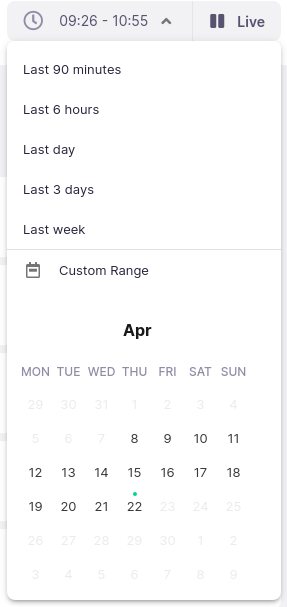 09:26 - 10:55 Live
Last 90 minutes
Last 6 hours
Last day
Last 3 days
Last week
Custom Range
Apr
MON TUE WED THU FRI SAT SUN
29 30 31 1 2 3 4
5 6 7 8 9 10 11
12 13 14 15 16 17 18
19 20 21 22 23 24 25
26 27 28 29 30 1 2
3 4 5 6 7 8 9